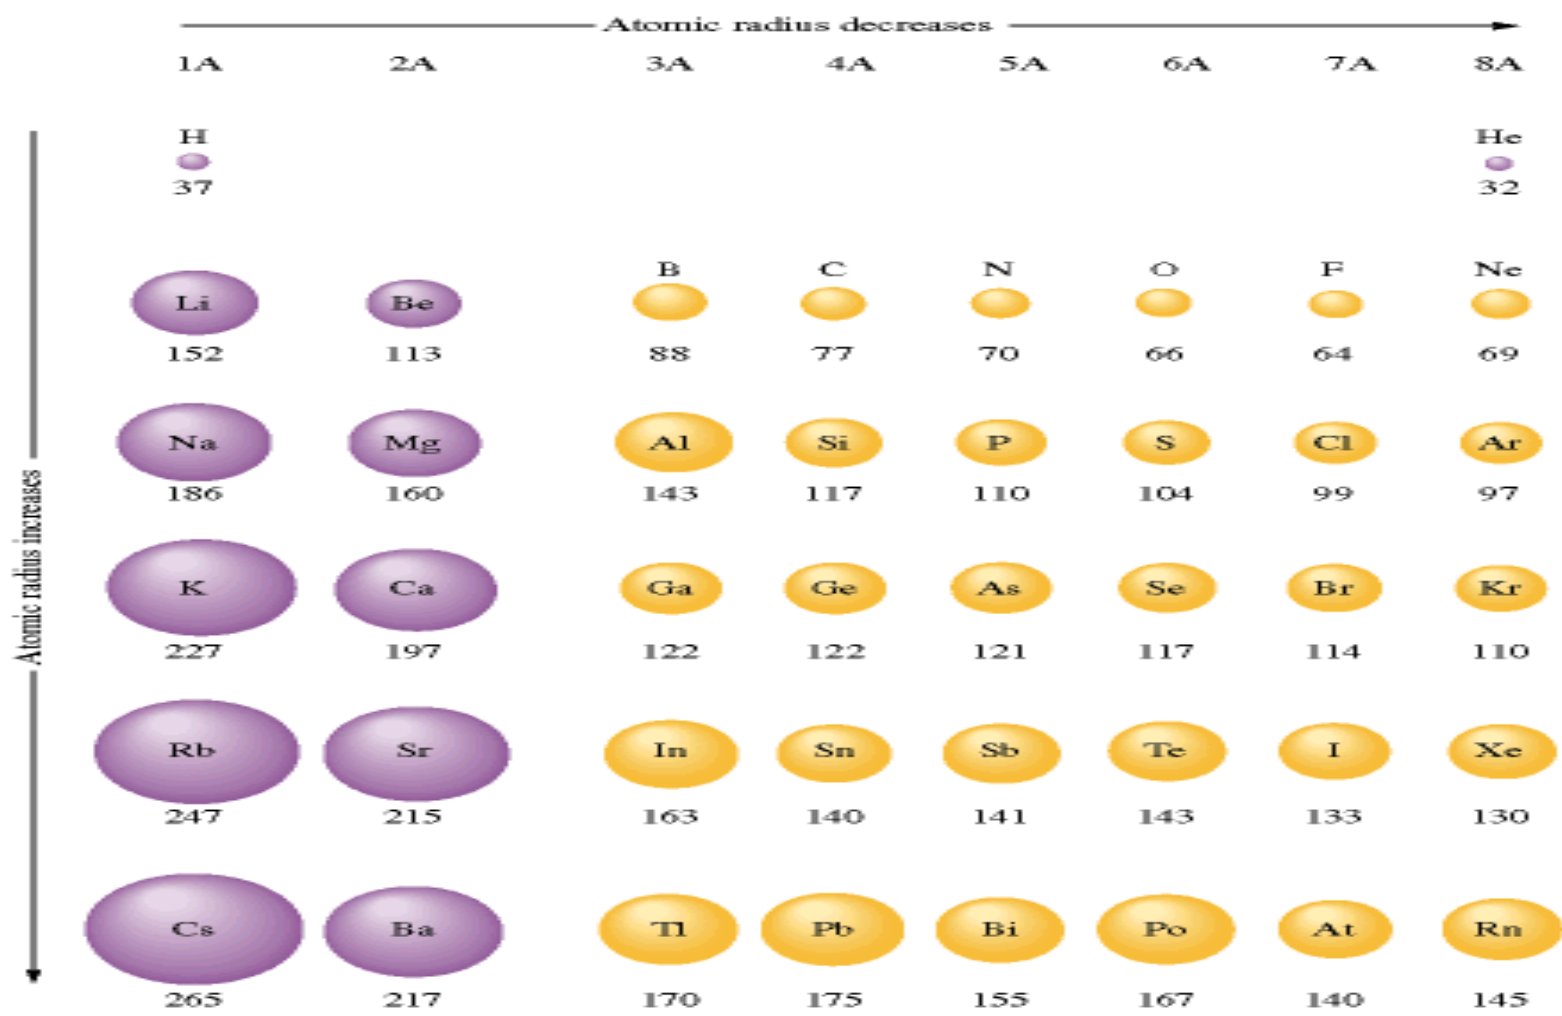 Atomic radius decreases
1A 2A 3A 4A 5A 6A 7A 8A
Atomic radius increases
H He
37 32
B C N O F Ne
Li Be
152 113 88 77 70 66 64 69
Na Mg Al Si P S Cl Ar
186 160 143 117 110 104 99 97
K Ca Ga Ge As Se Br Kr
227 197 122 122 121 117 114 110
Rb Sr In Sn Sb Te I Xe
247 215 163 140 141 143 133 130
Cs Ba Tl Pb Bi Po At Rn
265 217 170 175 155 167 140 145